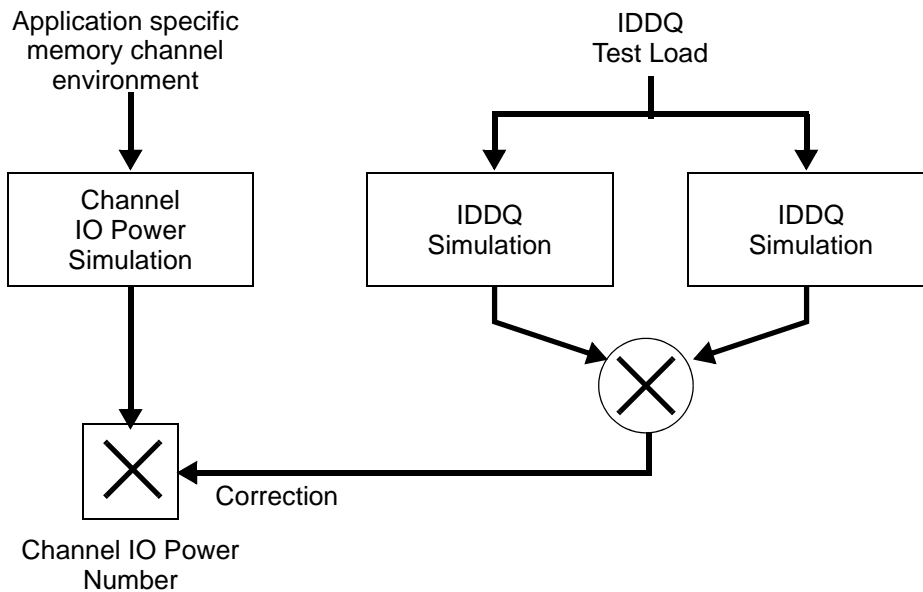 Application specific
memory channel
environment
IDDQ
Test Load
Channel
IO Power
Simulation
IDDQ
Simulation
IDDQ
Simulation
Correction
Channel IO Power
Number